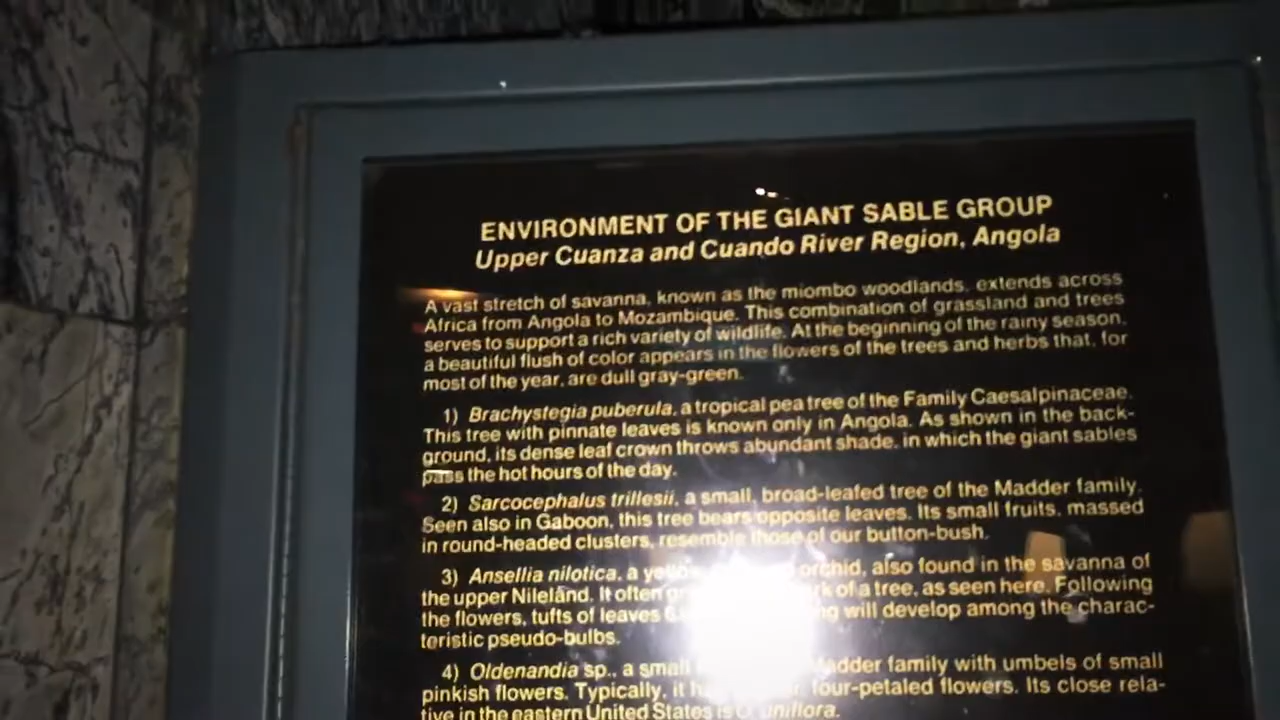 ENVIRONMENT OF THE GIANT SABLE GROUP
Upper Cuanza and Cuando River Region, Angola
A vast stretch of savanna, known as the miombo woodlands, extends across
Africa from Angola to Mozambique. This combination of grassland and trees
serves to support a rich variety of wildlife. At the beginning of the rainy season,
a beautiful flush of color appears in the flowers of the trees and herbs that, for
most of the year, are dull gray-green.
1) Brachystegia puberula, a tropical pea tree of the Family Caesalpinaceae.
This tree with pinnate leaves is known only in Angola. As shown in the back-
ground, its dense leaf crown throws abundant shade, in which the giant sables
pass the hot hours of the day.
2) Sarcocephalus trillesii, a small, broad-leafed tree of the Madder family.
Seen also in Gaboon, this tree bears opposite leaves. Its small fruits, massed
in round-headed clusters, resemble those of our button-bush.
3) Ansellia nilotica, a orchid, also found in the savanna of
the upper Nileland. It often of a tree, as seen here. Following
the flowers, tufts of leaves will develop among the charac-
teristic pseudo-bulbs.
4) Oldenandia sp., a small Madder family with umbels of small
pinkish flowers. Typically, it four-petaled flowers. Its close rela-
tive in the eastern United States is O. uniflora.